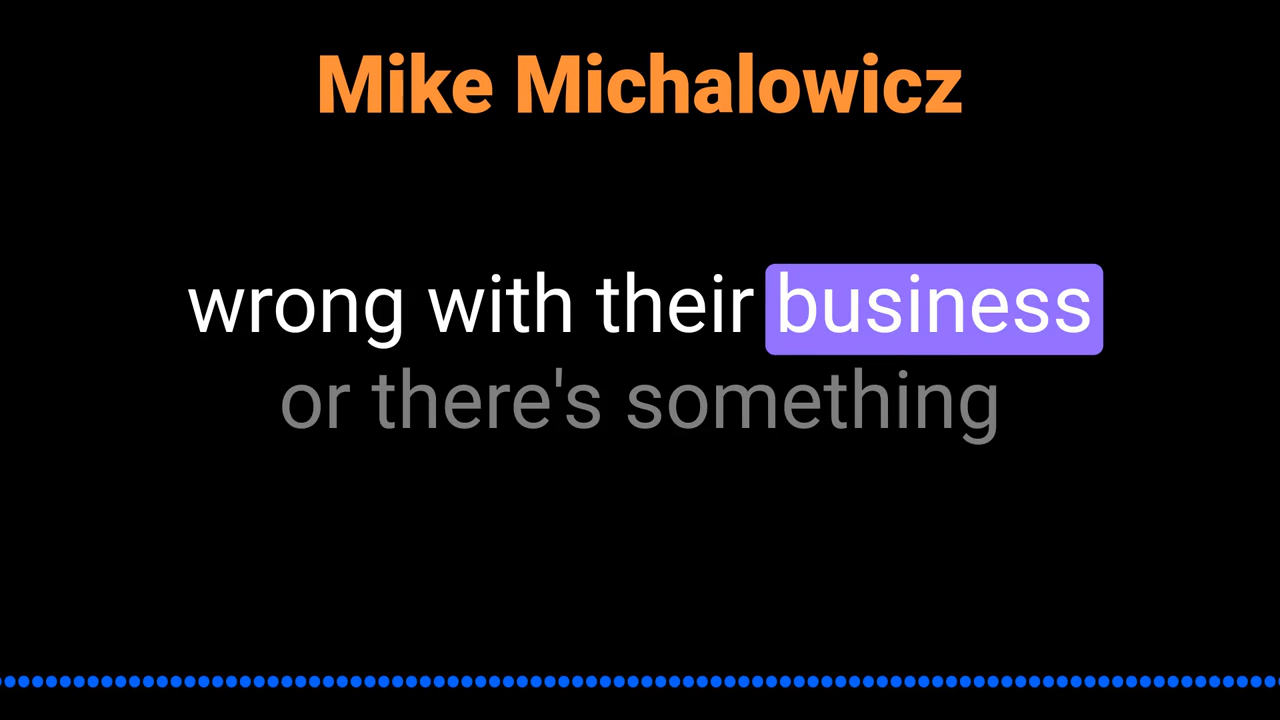 Mike Michalowicz
wrong with their business
or there's something